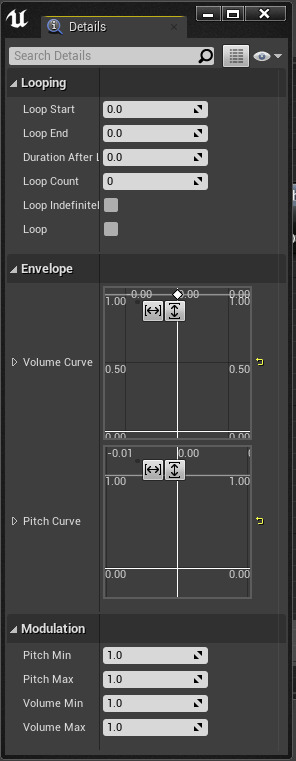 Details
Search Details
Looping
Loop Start 0.0
Loop End 0.0
Duration After L 0.0
Loop Count 0
Loop Indefinitel
Loop
Envelope
-0.00 0.00 0.00
1.00 1.00
Volume Curve
0.50 0.50
0.00 0.00
-0.01 0.00
1.00 1.00
Pitch Curve
0.00 0.00
Modulation
Pitch Min 1.0
Pitch Max 1.0
Volume Min 1.0
Volume Max 1.0